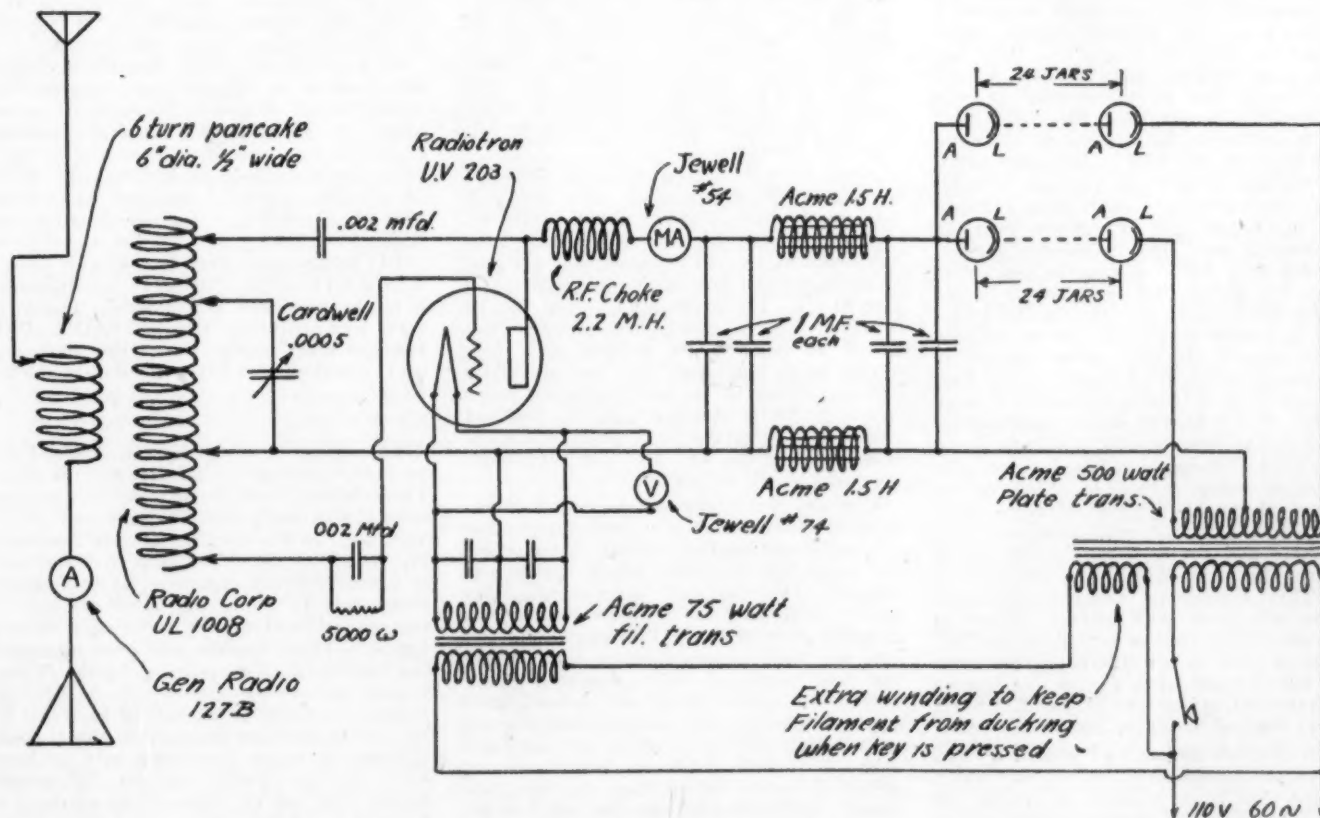 24 JARS
6 turn pancake
6" dia. ½" wide
Radiotron
U.V 203
Jewell
#54
Acme 1.5 H.
A L A L
.002 mfd.
MA
A L A L
24 JARS
R.F. Choke
2.2 M.H.
Cardwell
.0005
1 M.F.
each
Acme 1.5 H
V
Jewell #74
Acme 500 watt
Plate trans.
.002 Mfd
A
Radio Corp
UL 1008
5000 ω
Acme 75 watt
fil. trans
Gen Radio
127B
Extra winding to keep
Filament from ducking
when key is pressed
110 V 60 ~